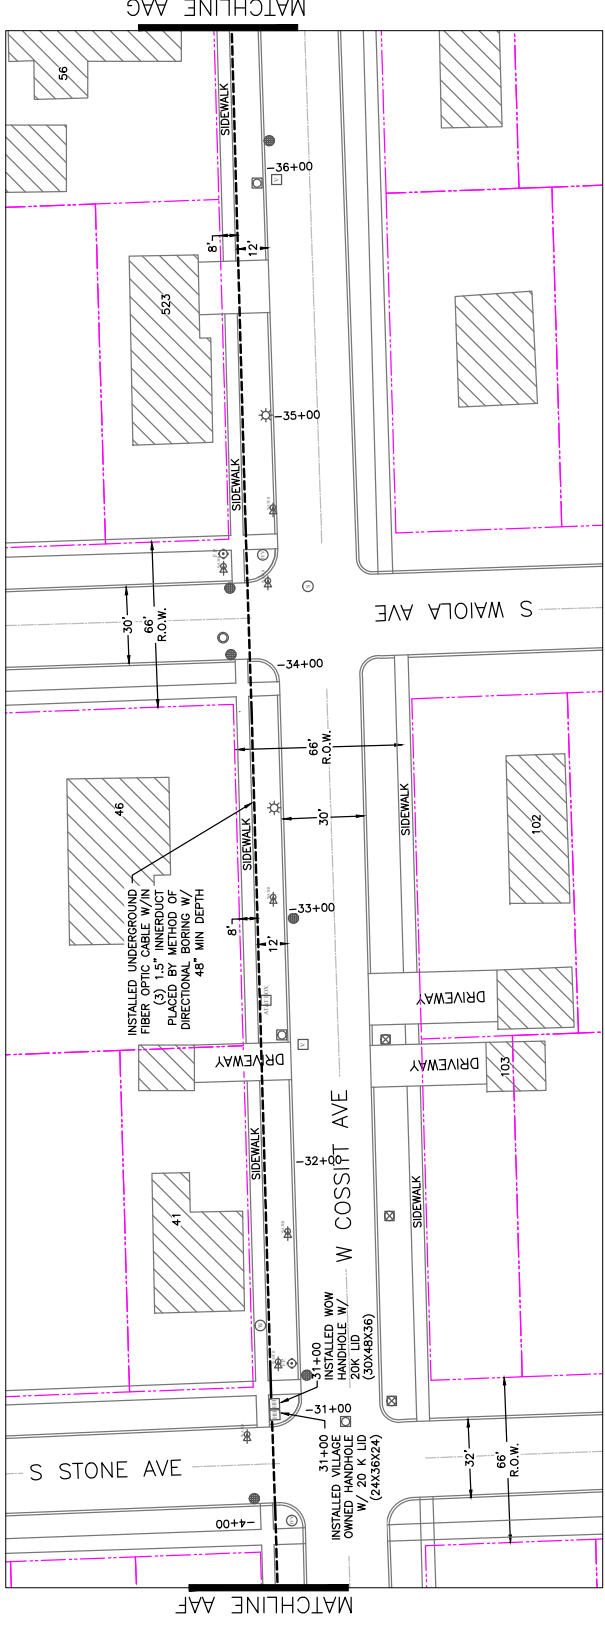 MATCHLINE AAG
56
SIDEWALK
-36+00
V
8'
12'
523
-35+00
SIDEWALK
30'
66'
R.O.W.
S WAIOLA AVE
-34+00
66'
R.O.W.
46
SIDEWALK
SIDEWALK
30'
102
INSTALLED UNDERGROUND
FIBER OPTIC CABLE W/IN
(3) 1.5" INNERDUCT
PLACED BY METHOD OF
DIRECTIONAL BORING W/
48" MIN DEPTH
8'
-33+00
12'
DRIVEWAY
V
DRIVEWAY
DRIVEWAY
103
SIDEWALK
-32+00
W COSSITT AVE
SIDEWALK
41
31+00
INSTALLED WOW
HANDHOLE W/
20K LID
(30X48X36)
-31+00
31+00
INSTALLED VILLAGE
OWNED HANDHOLE
W/ 20 K LID
(24X36X24)
S STONE AVE
32'
66'
R.O.W.
-4+00
MATCHLINE AAF